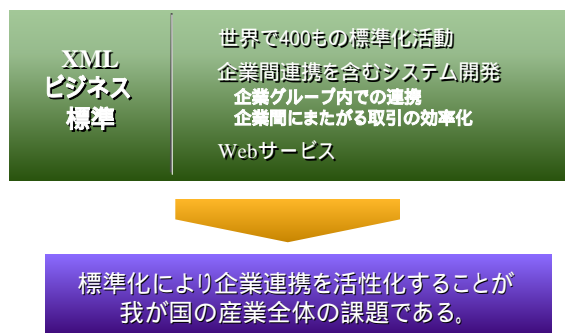 XML
ビジネス
標準
世界で400もの標準化活動
企業間連携を含むシステム開発
企業グループ内での連携
企業間にまたがる取引の効率化
Webサービス
標準化により企業連携を活性化することが
我が国の産業全体の課題である。